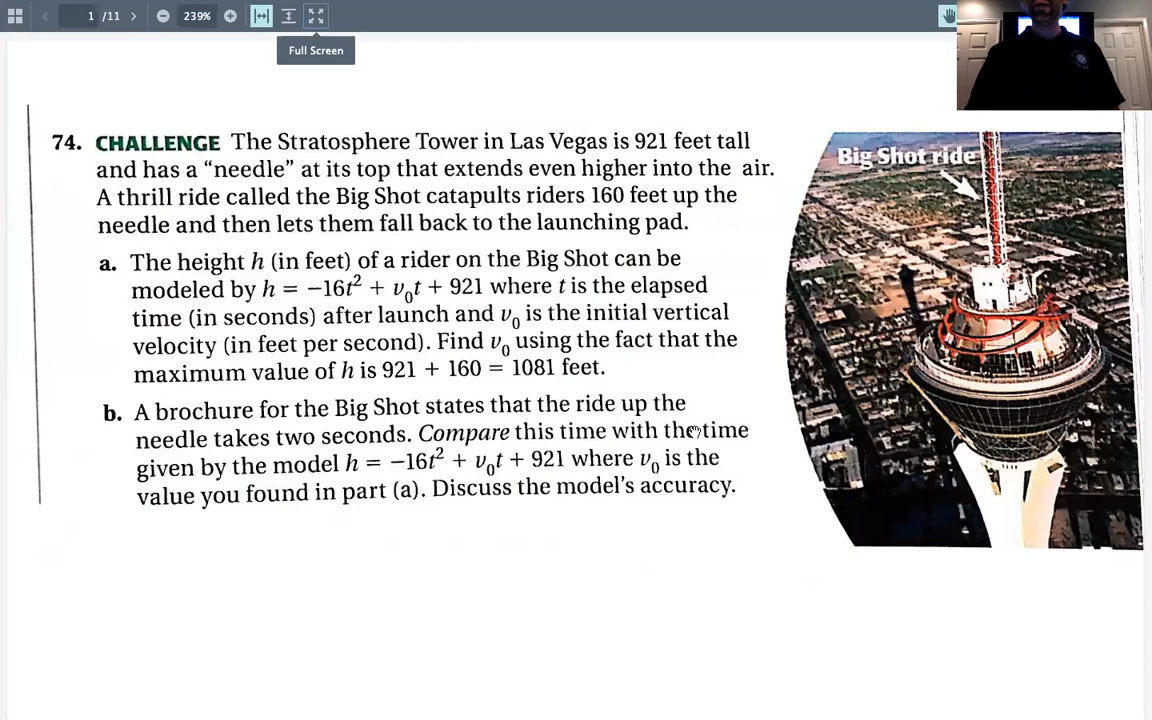 1 /11
239%
Full Screen
74. CHALLENGE The Stratosphere Tower in Las Vegas is 921 feet tall
and has a “needle” at its top that extends even higher into the air.
A thrill ride called the Big Shot catapults riders 160 feet up the
needle and then lets them fall back to the launching pad.
a. The height h (in feet) of a rider on the Big Shot can be
modeled by h = −16t² + v₀t + 921 where t is the elapsed
time (in seconds) after launch and v₀ is the initial vertical
velocity (in feet per second). Find v₀ using the fact that the
maximum value of h is 921 + 160 = 1081 feet.
b. A brochure for the Big Shot states that the ride up the
needle takes two seconds. Compare this time with the time
given by the model h = −16t² + v₀t + 921 where v₀ is the
value you found in part (a). Discuss the model’s accuracy.
Big Shot ride